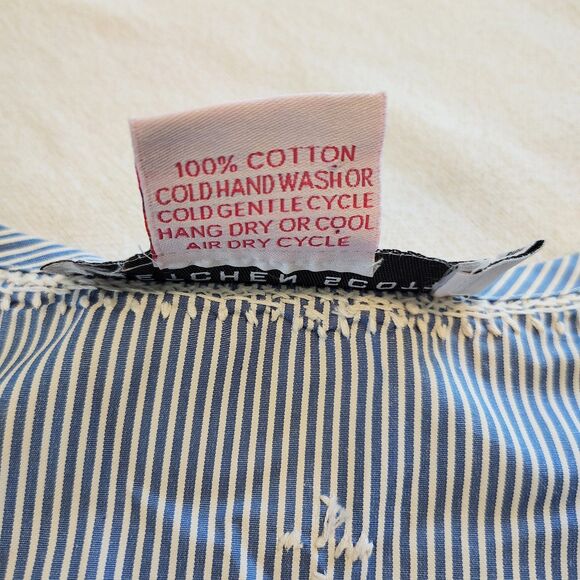 100% COTTON
COLD HAND WASH OR
COLD GENTLE CYCLE
HANG DRY OR COOL
AIR DRY CYCLE